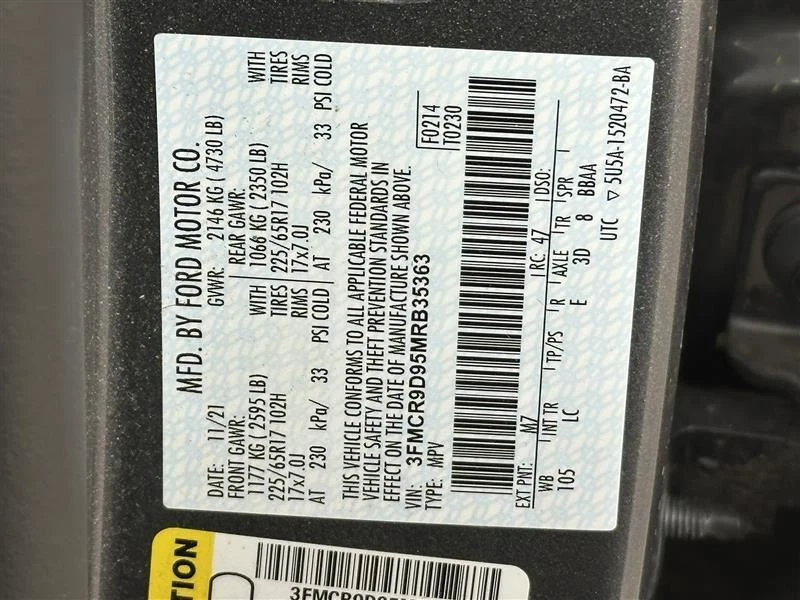 MFD. BY FORD MOTOR CO.
DATE: 11/21 GVWR: 2146 KG ( 4730 LB)
FRONT GAWR: WITH REAR GAWR: WITH
1177 KG ( 2595 LB) TIRES 1066 KG ( 2350 LB) TIRES
225/65R17 102H RIMS 225/65R17 102H RIMS
17x7.0J 17x7.0J
AT 230 kPa/ 33 PSI COLD AT 230 kPa/ 33 PSI COLD
THIS VEHICLE CONFORMS TO ALL APPLICABLE FEDERAL MOTOR
VEHICLE SAFETY AND THEFT PREVENTION STANDARDS IN
EFFECT ON THE DATE OF MANUFACTURE SHOWN ABOVE.
VIN: 3FMCR9D95MRB35363 F0214
TYPE: MPV T0230
EXT PNT: M7 RC: 47 DSO:
WB INT TR TP/PS R AXLE TR SPR
105 LC E 3D 8 BBAA
UTC ▽ 5U5A-1520472-BA